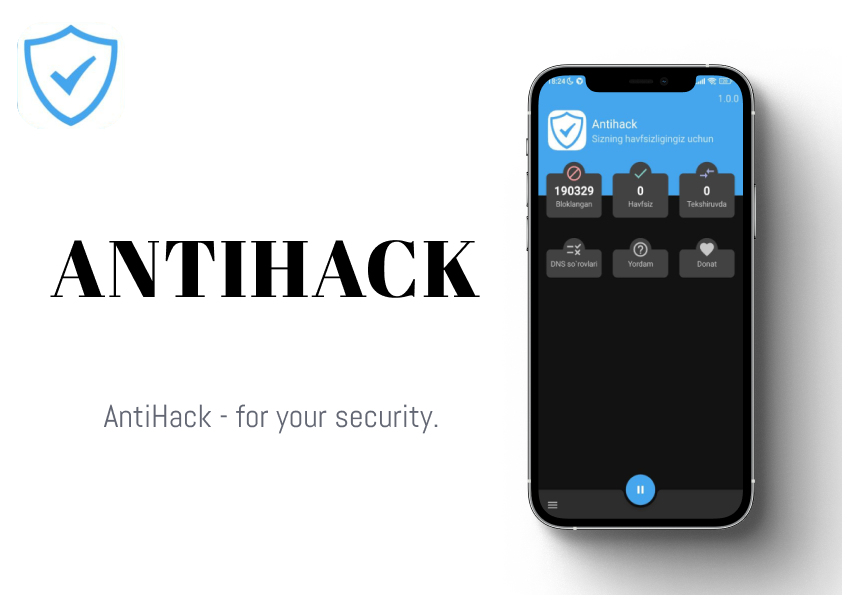 ANTIHACK
AntiHack - for your security.
18:24
1.0.0
Antihack
Sizning havfsizligingiz uchun
190329
Bloklangan
0
Havfsiz
0
Tekshiruvda
DNS so`rovlari
Yordam
Donat